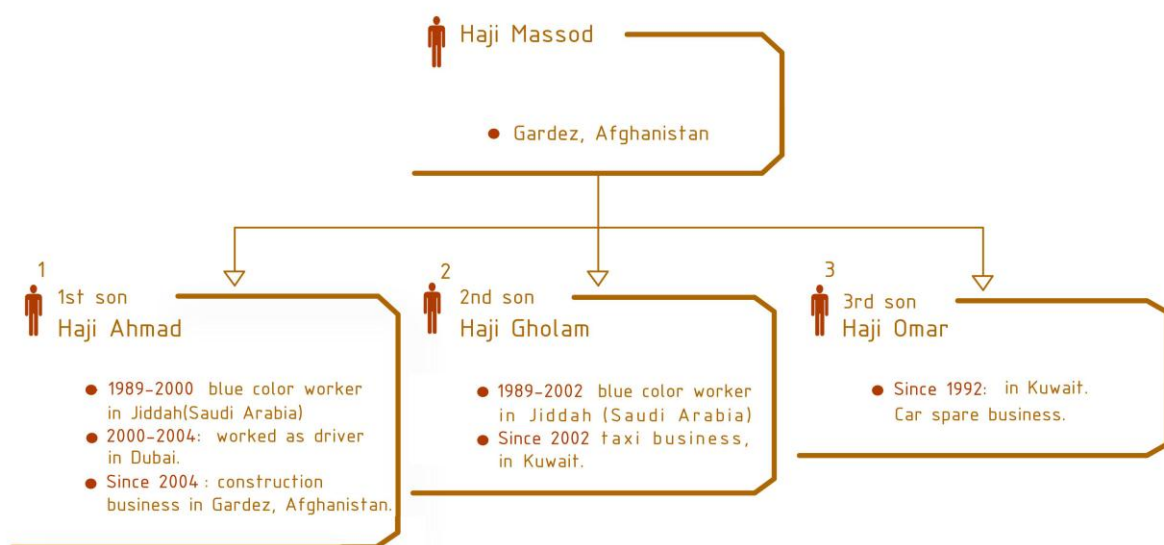 Haji Massod
Gardez, Afghanistan
1
1st son
Haji Ahmad
1989-2000 blue color worker
in Jiddah(Saudi Arabia)
2000-2004: worked as driver
in Dubai.
Since 2004 : construction
business in Gardez, Afghanistan.
2
2nd son
Haji Gholam
1989-2002 blue color worker
in Jiddah (Saudi Arabia)
Since 2002 taxi business,
in Kuwait.
3
3rd son
Haji Omar
Since 1992: in Kuwait.
Car spare business.